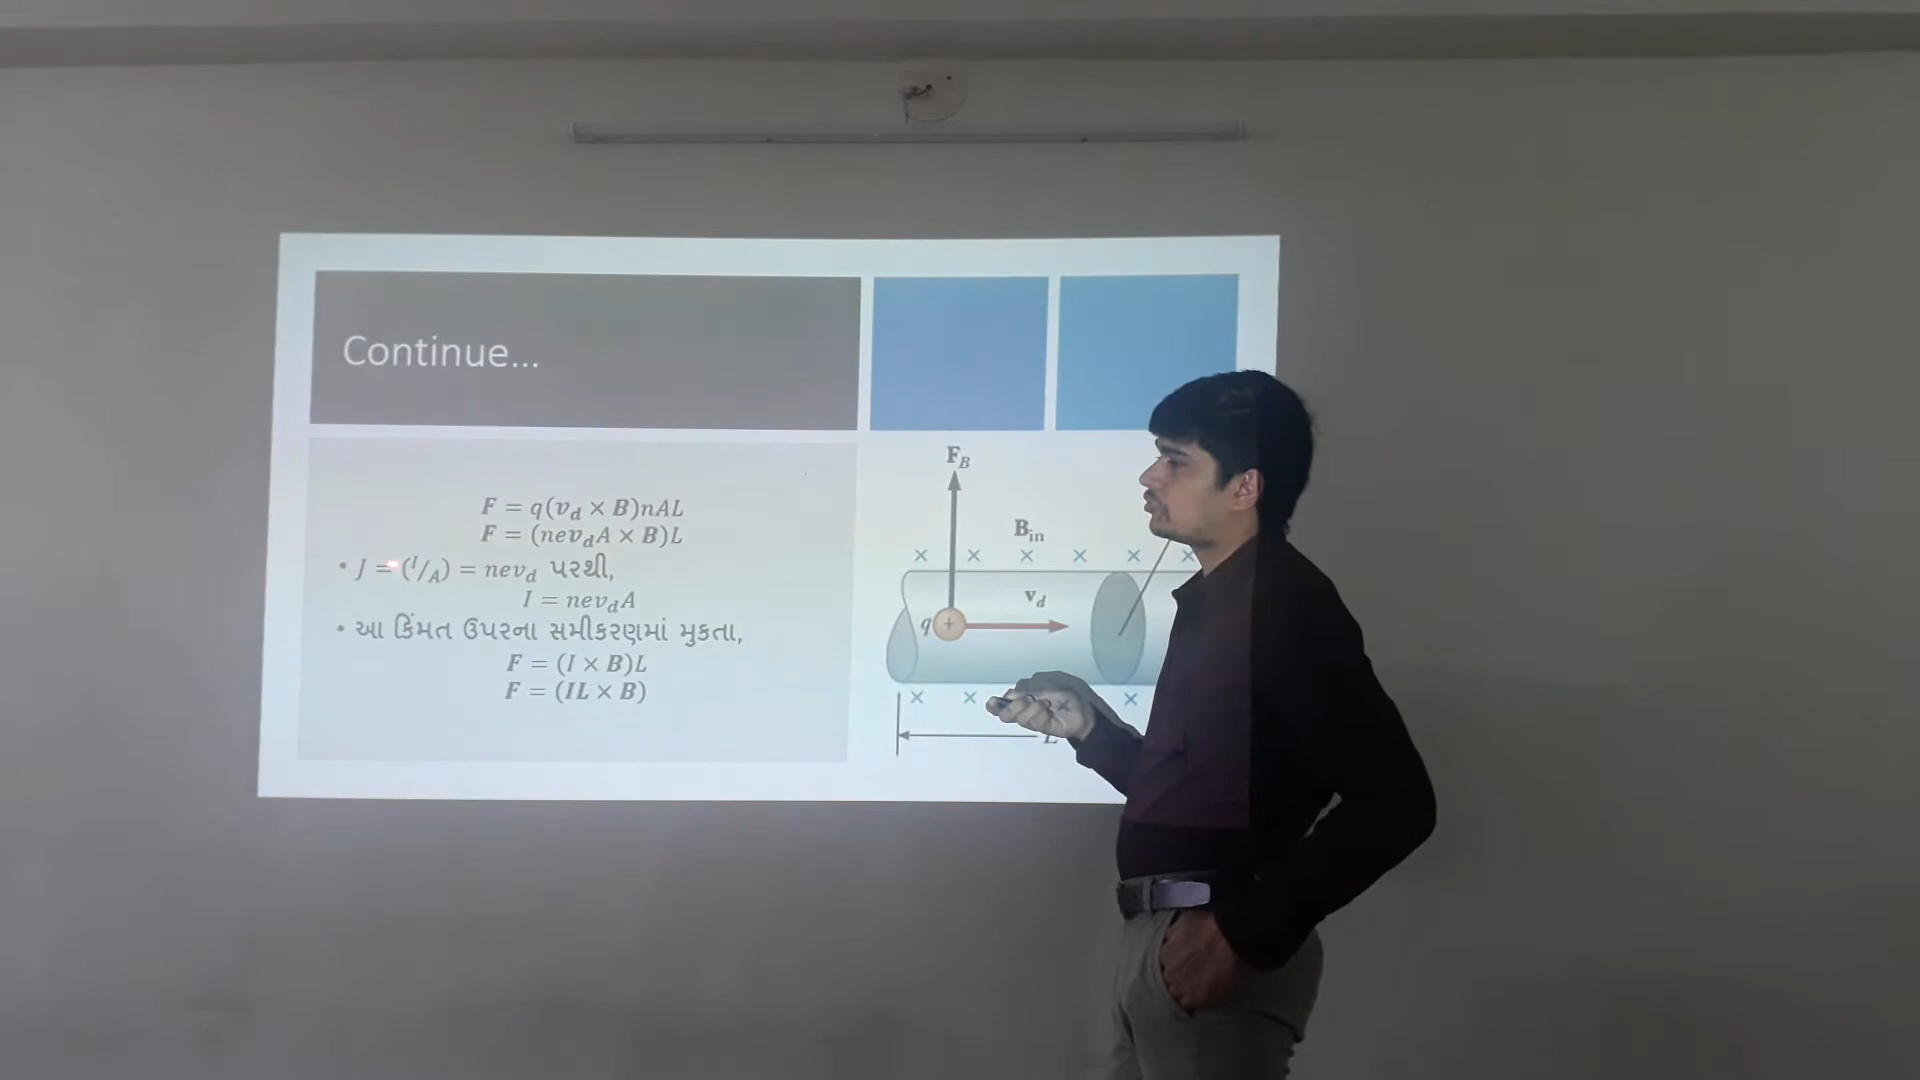 Continue...
F = q(v_d × B)nAL
F = (nev_dA × B)L
• J = (I/A) = nev_d પરથી,
I = nev_dA
• આ કિંમત ઉપરના સમીકરણમાં મુકતા,
F = (I × B)L
F = (IL × B)
F_B
B_in
× × × × × ×
v_d
q +
× × × ×
L